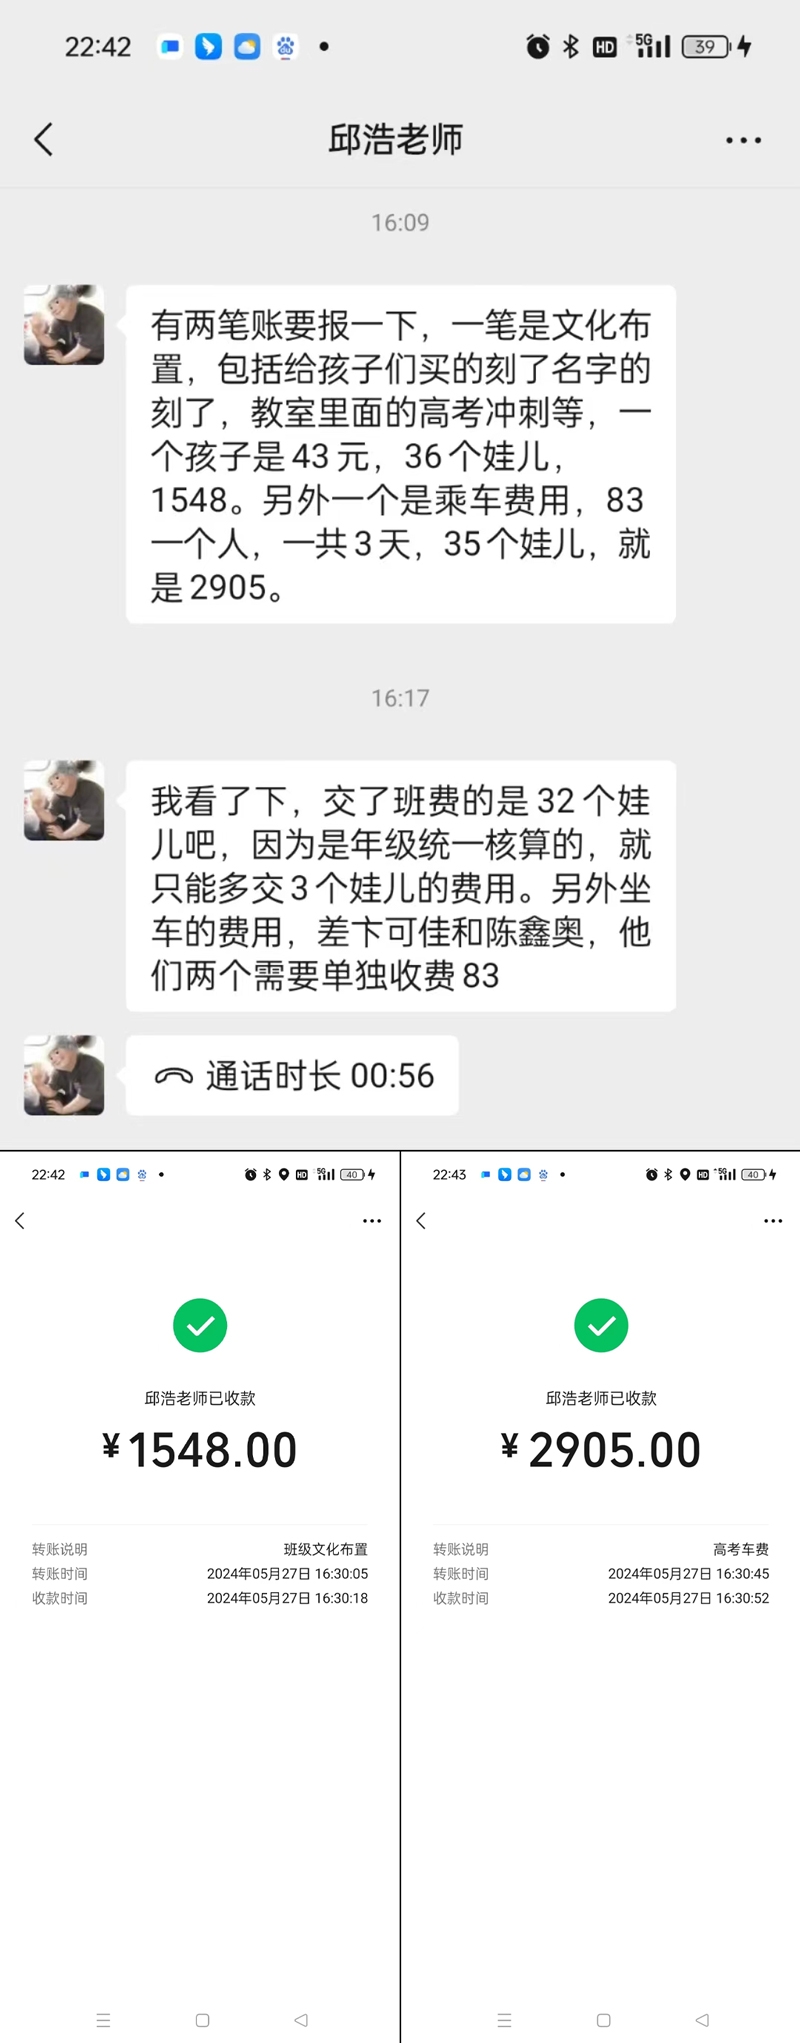 22:42
HD 5G 39
邱浩老师
16:09
有两笔账要报一下，一笔是文化布
置，包括给孩子们买的刻了名字的
刻了，教室里面的高考冲刺等，一
个孩子是43元，36个娃儿，
1548。另外一个是乘车费用，83
一个人，一共3天，35个娃儿，就
是2905。
16:17
我看了下，交了班费的是32个娃
儿吧，因为是年级统一核算的，就
只能多交3个娃儿的费用。另外坐
车的费用，差卞可佳和陈鑫奥，他
们两个需要单独收费83
通话时长 00:56
22:42
HD 5G 40
邱浩老师已收款
¥1548.00
转账说明 班级文化布置
转账时间 2024年05月27日 16:30:05
收款时间 2024年05月27日 16:30:18
22:43
HD 5G 40
邱浩老师已收款
¥2905.00
转账说明 高考车费
转账时间 2024年05月27日 16:30:45
收款时间 2024年05月27日 16:30:52